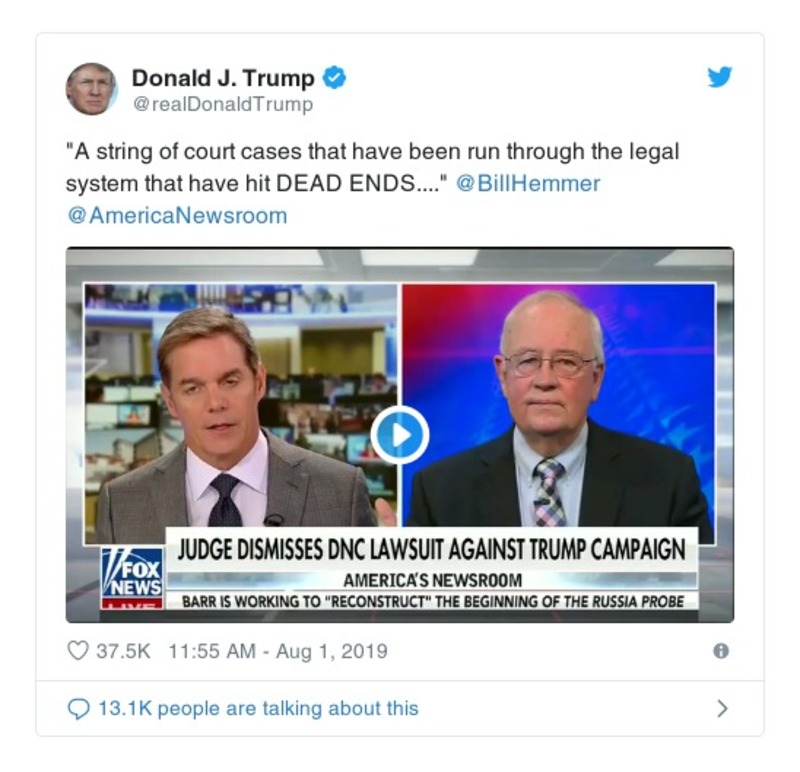 Donald J. Trump
@realDonaldTrump
"A string of court cases that have been run through the legal
system that have hit DEAD ENDS...." @BillHemmer
@AmericaNewsroom
JUDGE DISMISSES DNC LAWSUIT AGAINST TRUMP CAMPAIGN
FOX
NEWS
LIVE
AMERICA'S NEWSROOM
BARR IS WORKING TO "RECONSTRUCT" THE BEGINNING OF THE RUSSIA PROBE
37.5K 11:55 AM - Aug 1, 2019
13.1K people are talking about this